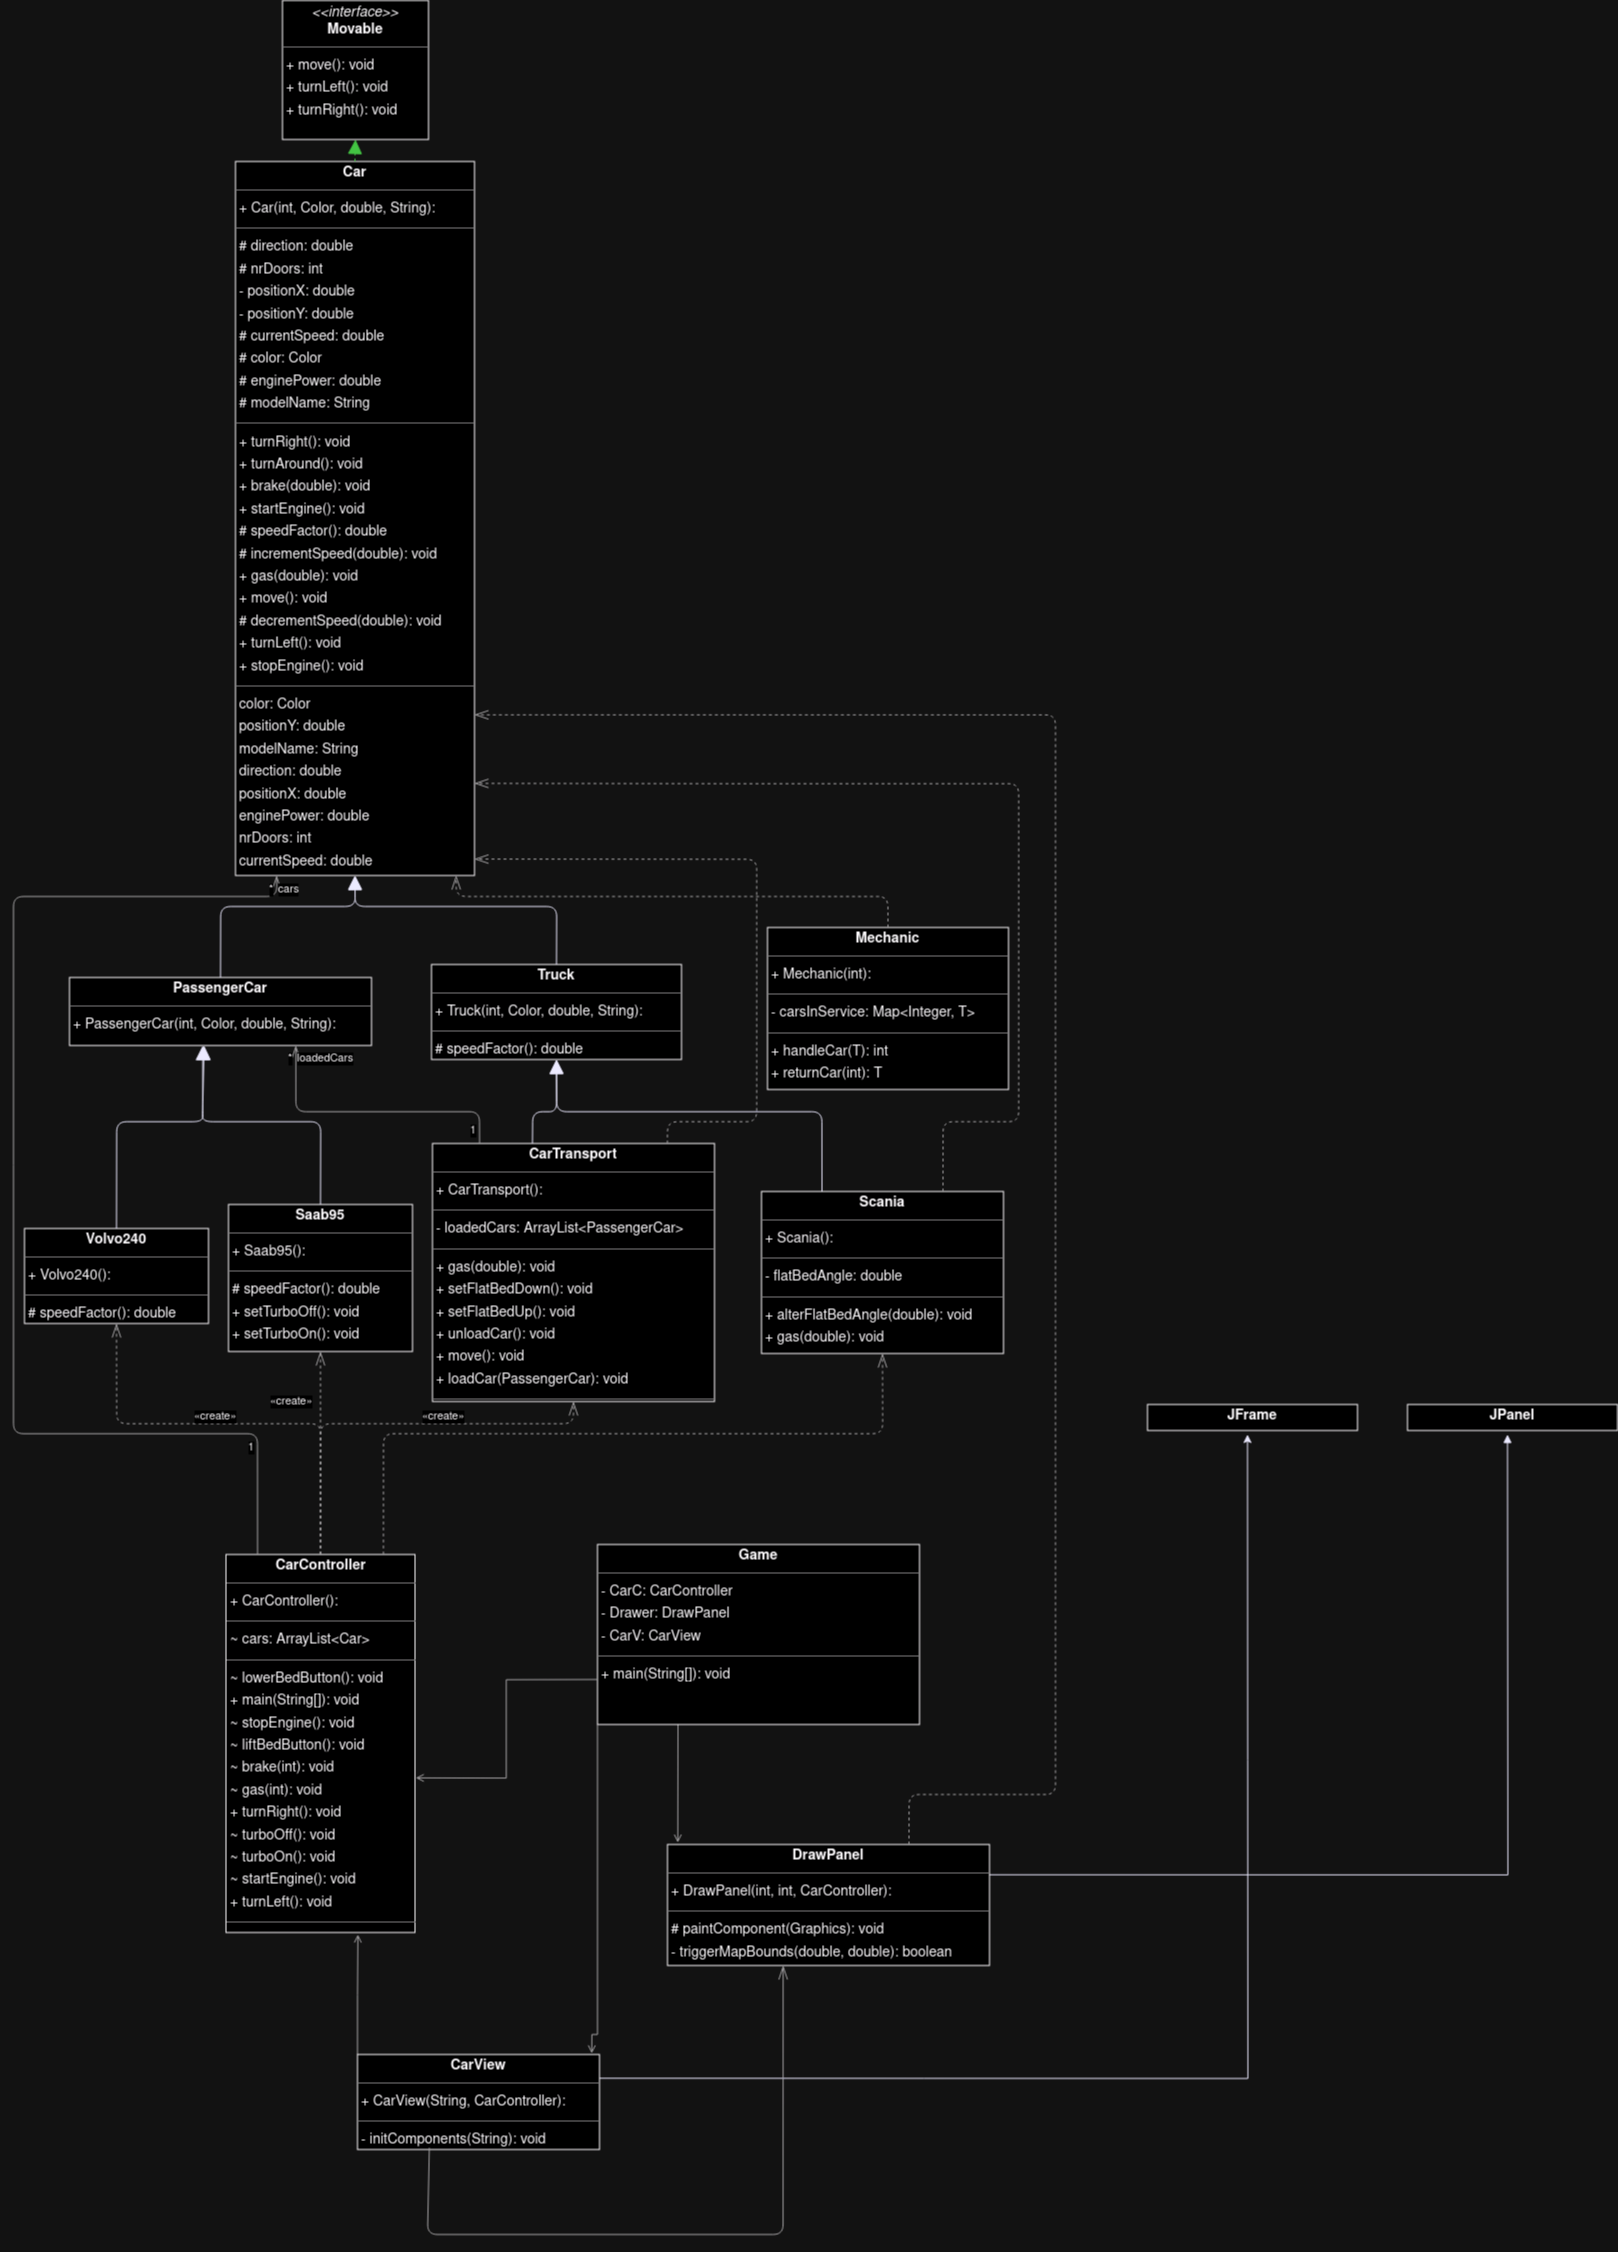 <<interface>>
Movable
+ move(): void
+ turnLeft(): void
+ turnRight(): void
Car
+ Car(int, Color, double, String):
# direction: double
# nrDoors: int
- positionX: double
- positionY: double
# currentSpeed: double
# color: Color
# enginePower: double
# modelName: String
+ turnRight(): void
+ turnAround(): void
+ brake(double): void
+ startEngine(): void
# speedFactor(): double
# incrementSpeed(double): void
+ gas(double): void
+ move(): void
# decrementSpeed(double): void
+ turnLeft(): void
+ stopEngine(): void
color: Color
positionY: double
modelName: String
direction: double
positionX: double
enginePower: double
nrDoors: int
currentSpeed: double
* cars
Mechanic
+ Mechanic(int):
- carsInService: Map<Integer, T>
+ handleCar(T): int
+ returnCar(int): T
PassengerCar
+ PassengerCar(int, Color, double, String):
Truck
+ Truck(int, Color, double, String):
# speedFactor(): double
* loadedCars
1
CarTransport
+ CarTransport():
- loadedCars: ArrayList<PassengerCar>
+ gas(double): void
+ setFlatBedDown(): void
+ setFlatBedUp(): void
+ unloadCar(): void
+ move(): void
+ loadCar(PassengerCar): void
Scania
+ Scania():
- flatBedAngle: double
+ alterFlatBedAngle(double): void
+ gas(double): void
Saab95
+ Saab95():
# speedFactor(): double
+ setTurboOff(): void
+ setTurboOn(): void
Volvo240
+ Volvo240():
# speedFactor(): double
«create»
«create»
«create»
1
JFrame
JPanel
CarController
+ CarController():
~ cars: ArrayList<Car>
~ lowerBedButton(): void
+ main(String[]): void
~ stopEngine(): void
~ liftBedButton(): void
~ brake(int): void
~ gas(int): void
+ turnRight(): void
~ turboOff(): void
~ turboOn(): void
~ startEngine(): void
+ turnLeft(): void
Game
- CarC: CarController
- Drawer: DrawPanel
- CarV: CarView
+ main(String[]): void
DrawPanel
+ DrawPanel(int, int, CarController):
# paintComponent(Graphics): void
- triggerMapBounds(double, double): boolean
CarView
+ CarView(String, CarController):
- initComponents(String): void